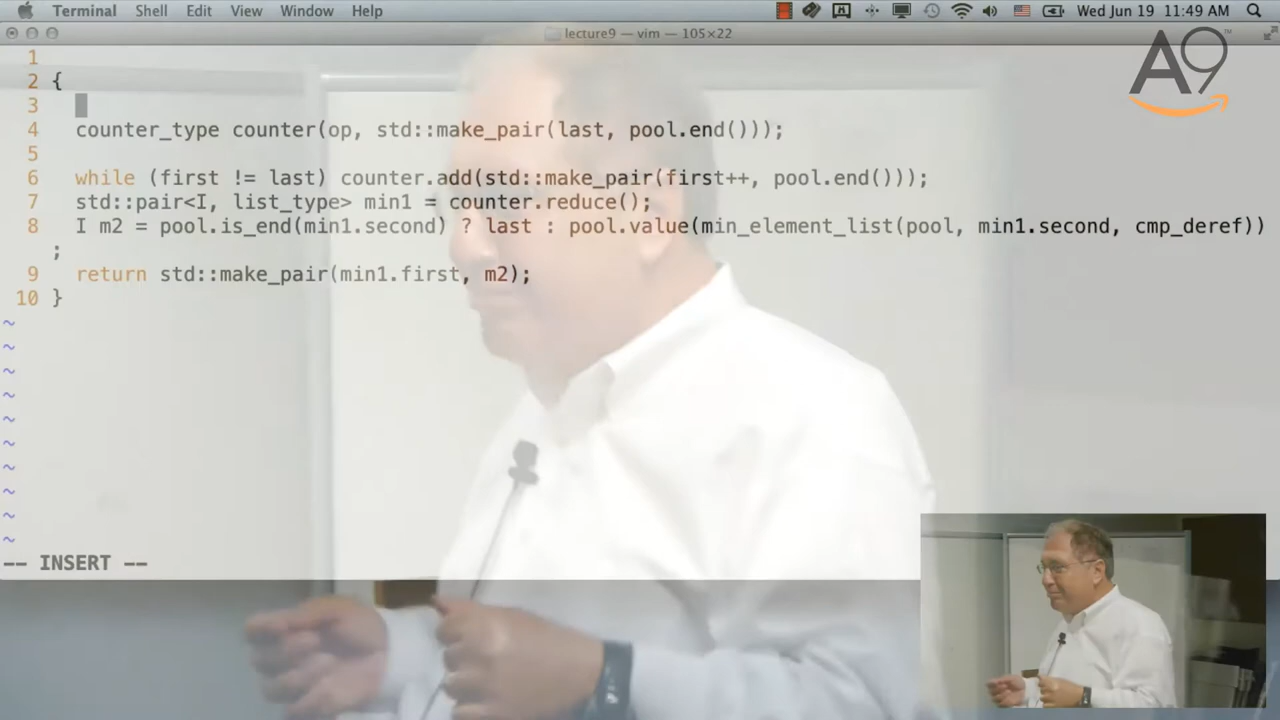 Terminal Shell Edit View Window Help Wed Jun 19 11:49 AM
lecture9 — vim — 105×22
A9™
1
2 {
3
4 counter_type counter(op, std::make_pair(last, pool.end()));
5
6 while (first != last) counter.add(std::make_pair(first++, pool.end()));
7 std::pair<I, list_type> min1 = counter.reduce();
8 I m2 = pool.is_end(min1.second) ? last : pool.value(min_element_list(pool, min1.second, cmp_deref))
;
9 return std::make_pair(min1.first, m2);
10 }
~
~
~
~
~
~
~
~
~
~
-- INSERT --